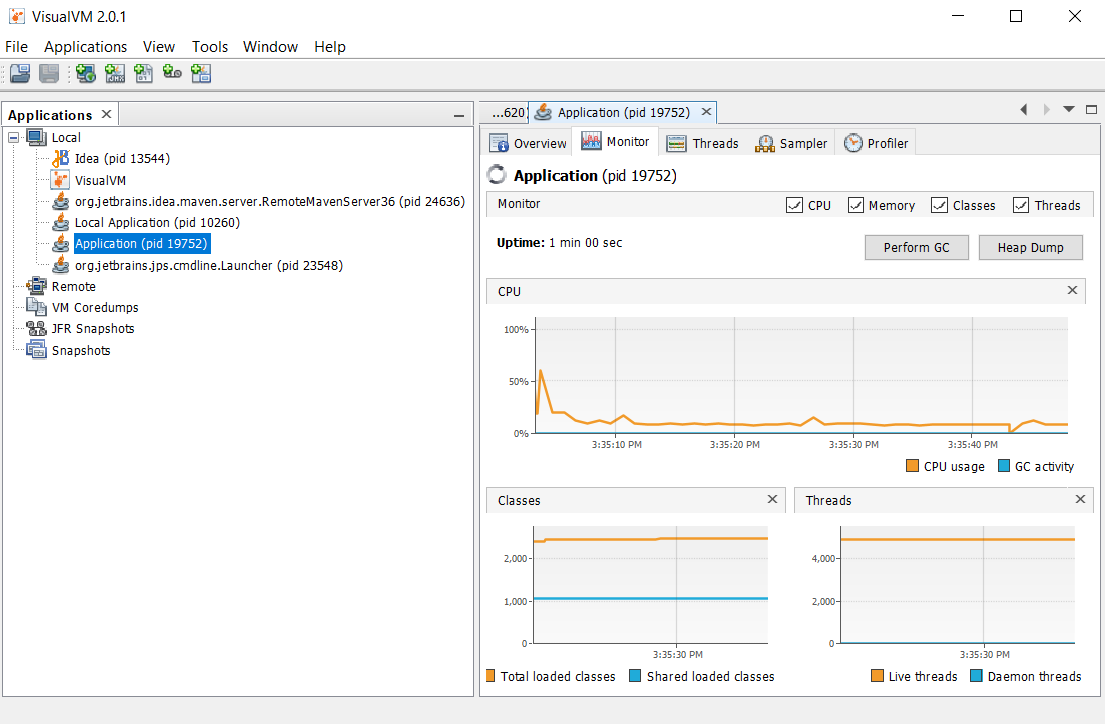 VisualVM 2.0.1
File Applications View Tools Window Help
Applications
Local
Idea (pid 13544)
VisualVM
org.jetbrains.idea.maven.server.RemoteMavenServer36 (pid 24636)
Local Application (pid 10260)
Application (pid 19752)
org.jetbrains.jps.cmdline.Launcher (pid 23548)
Remote
VM Coredumps
JFR Snapshots
Snapshots
...620) Application (pid 19752)
Overview Monitor Threads Sampler Profiler
Application (pid 19752)
Monitor CPU Memory Classes Threads
Uptime: 1 min 00 sec Perform GC Heap Dump
CPU
100%
50%
0%
3:35:10 PM 3:35:20 PM 3:35:30 PM 3:35:40 PM
CPU usage GC activity
Classes
2,000
1,000
0
3:35:30 PM
Total loaded classes Shared loaded classes
Threads
4,000
2,000
0
3:35:30 PM
Live threads Daemon threads